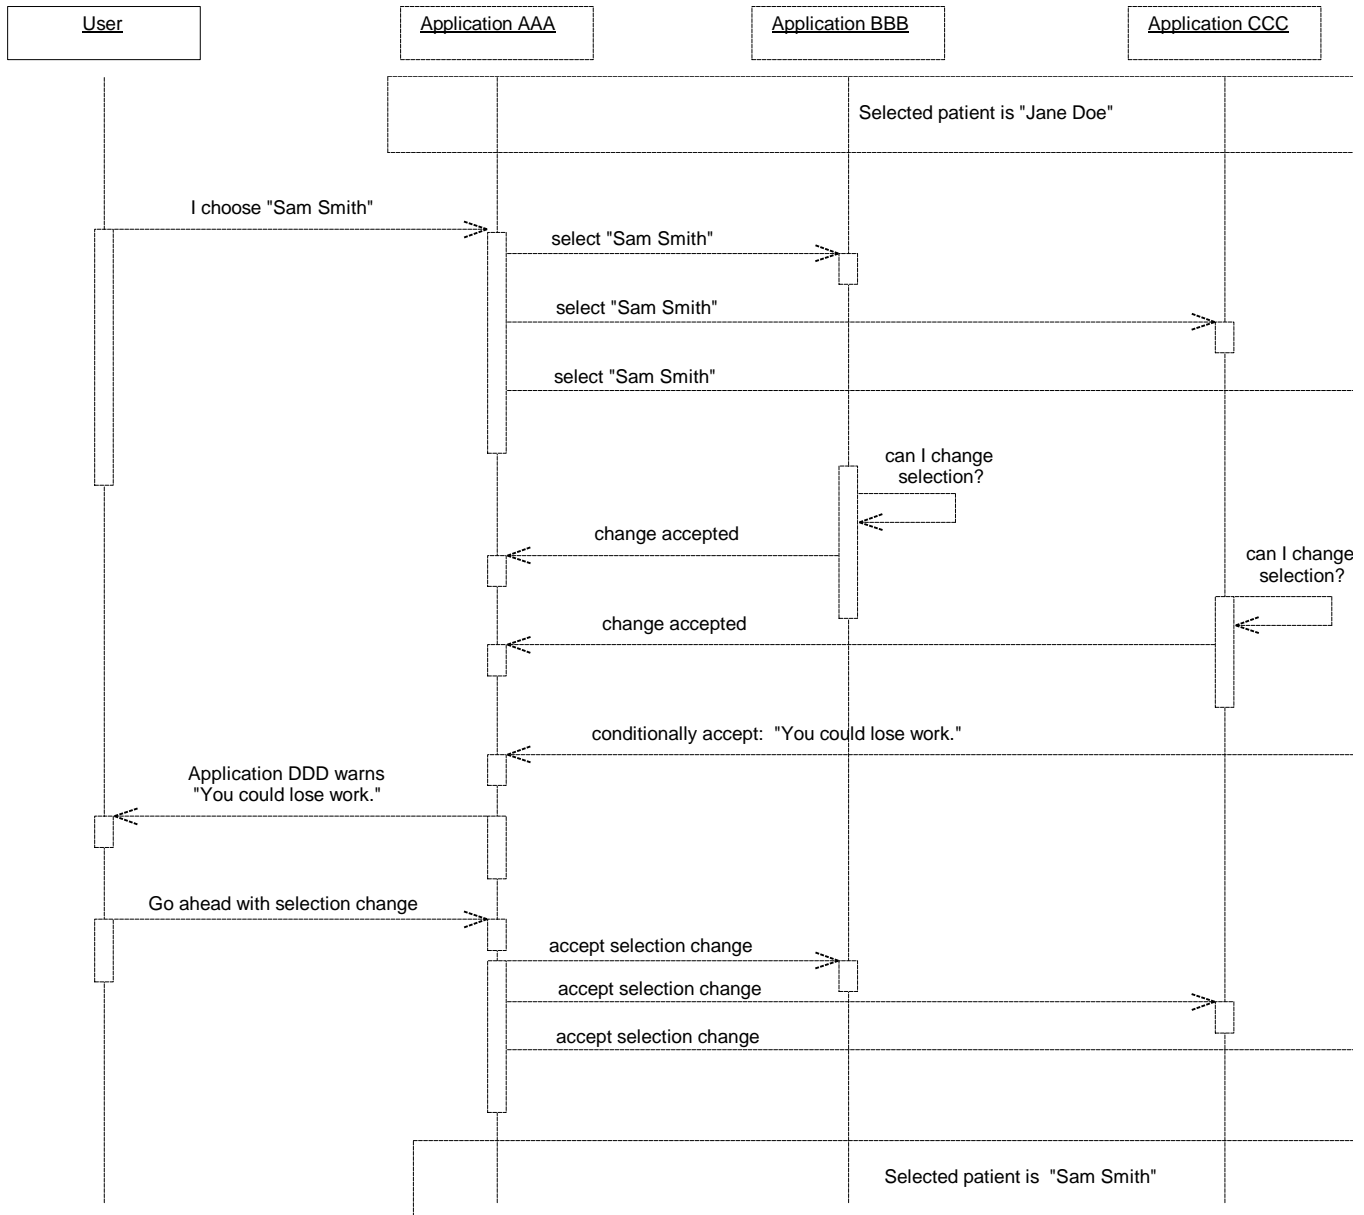 User
Application AAA
Application BBB
Application CCC
Selected patient is "Jane Doe"
I choose "Sam Smith"
select "Sam Smith"
select "Sam Smith"
select "Sam Smith"
can I change
selection?
change accepted
can I change
selection?
change accepted
conditionally accept:  "You could lose work."
Application DDD warns
"You could lose work."
Go ahead with selection change
accept selection change
accept selection change
accept selection change
Selected patient is  "Sam Smith"